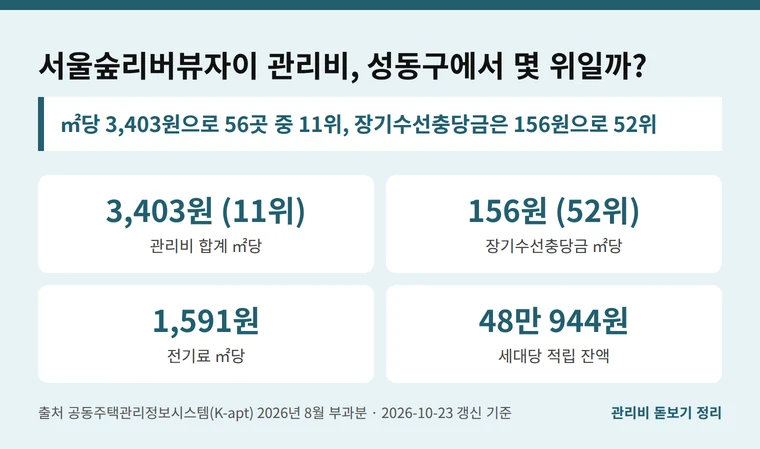 서울숲리버뷰자이 관리비, 성동구에서 몇 위일까?
㎡당 3,403원으로 56곳 중 11위, 장기수선충당금은 156원으로 52위
3,403원 (11위)
관리비 합계 ㎡당
156원 (52위)
장기수선충당금 ㎡당
1,591원
전기료 ㎡당
48만 944원
세대당 적립 잔액
출처 공동주택관리정보시스템(K-apt) 2026년 8월 부과분 · 2026-10-23 갱신 기준
관리비 돋보기 정리